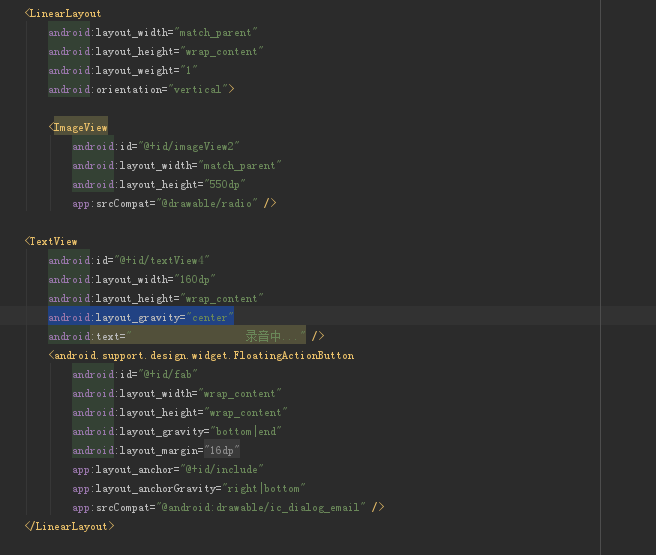 <LinearLayout
android:layout_width="match_parent"
android:layout_height="wrap_content"
android:layout_weight="1"
android:orientation="vertical">
<ImageView
android:id="@+id/imageView2"
android:layout_width="match_parent"
android:layout_height="550dp"
app:srcCompat="@drawable/radio" />
<TextView
android:id="@+id/textView4"
android:layout_width="160dp"
android:layout_height="wrap_content"
android:layout_gravity="center"
android:text="                   录音中..." />
<android.support.design.widget.FloatingActionButton
android:id="@+id/fab"
android:layout_width="wrap_content"
android:layout_height="wrap_content"
android:layout_gravity="bottom|end"
android:layout_margin="16dp"
app:layout_anchor="@+id/include"
app:layout_anchorGravity="right|bottom"
app:srcCompat="@android:drawable/ic_dialog_email" />
</LinearLayout>